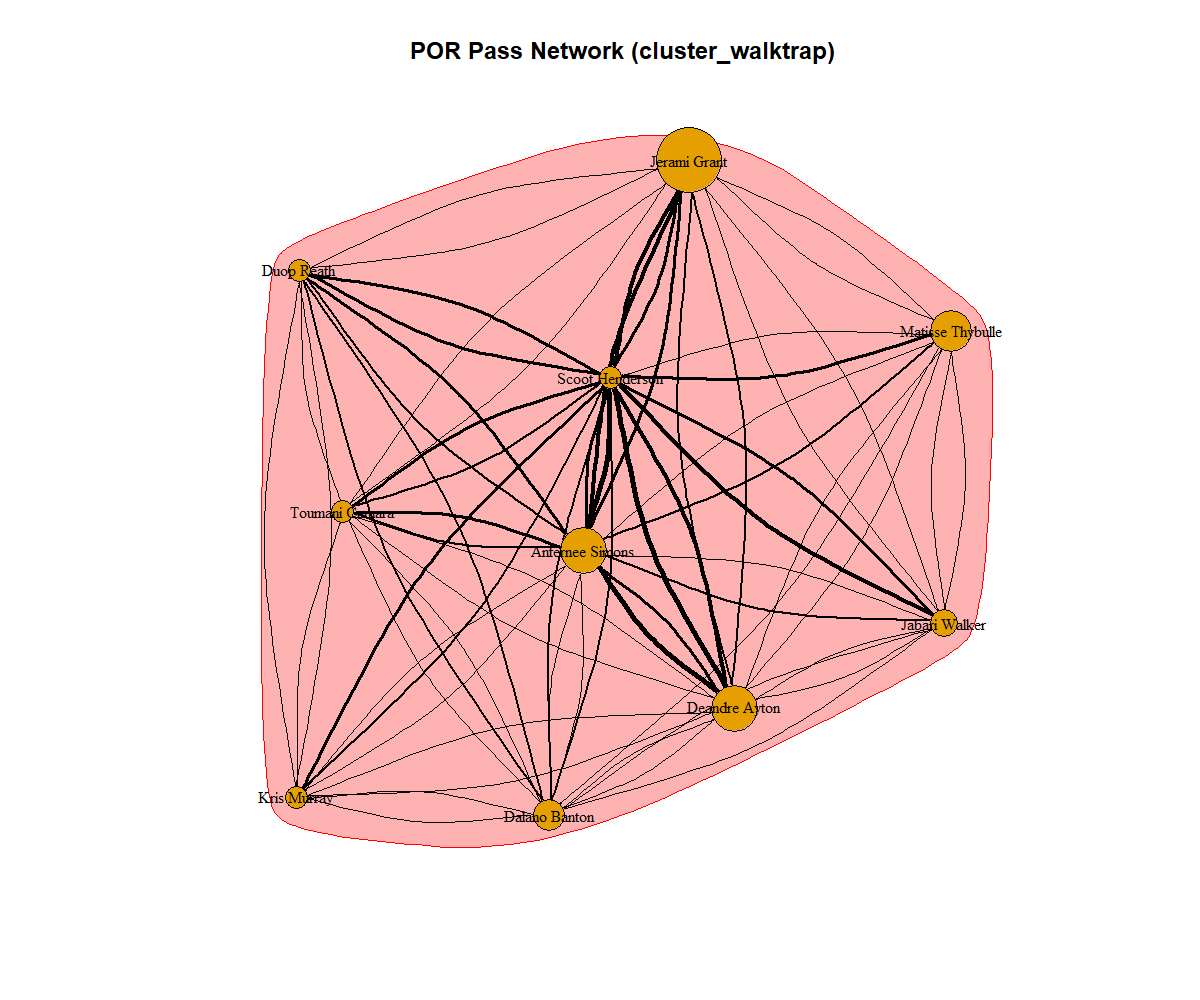 POR Pass Network (cluster_walktrap)
Jerami Grant
Duop Reath
Matisse Thybulle
Scoot Henderson
Toumani Camara
Anfernee Simons
Jabari Walker
Deandre Ayton
Kris Murray
Dalano Banton